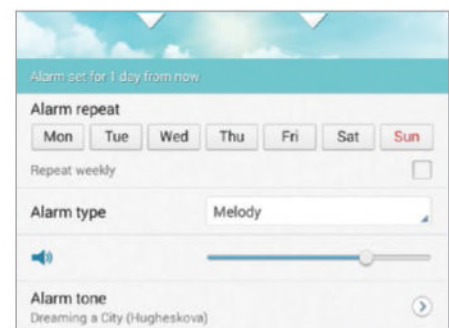 Alarm set for 1 day from now
Alarm repeat
Mon Tue Wed Thu Fri Sat Sun
Repeat weekly
Alarm type Melody
Alarm tone
Dreaming a City (Hugheskova)